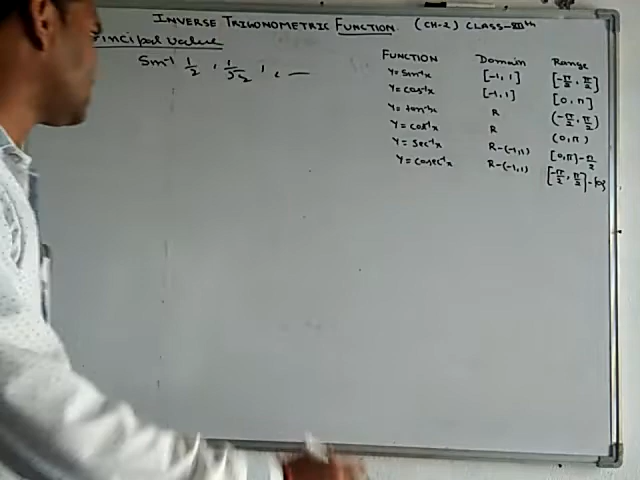 INVERSE TRIGONOMETRIC FUNCTION (CH-2) CLASS-XIIth
Principal value
Sin⁻¹ 1/2 , 1/√2 , 1 , —
FUNCTION Domain Range
Y = Sin⁻¹x [-1, 1] [-π/2, π/2]
Y = cos⁻¹x [-1, 1] [0, π]
Y = tan⁻¹x R (-π/2, π/2)
Y = cot⁻¹x R (0, π)
Y = Sec⁻¹x R-(-1,1) [0,π]-π/2
Y = cosec⁻¹x R-(-1,1) [-π/2, π/2]-{0}